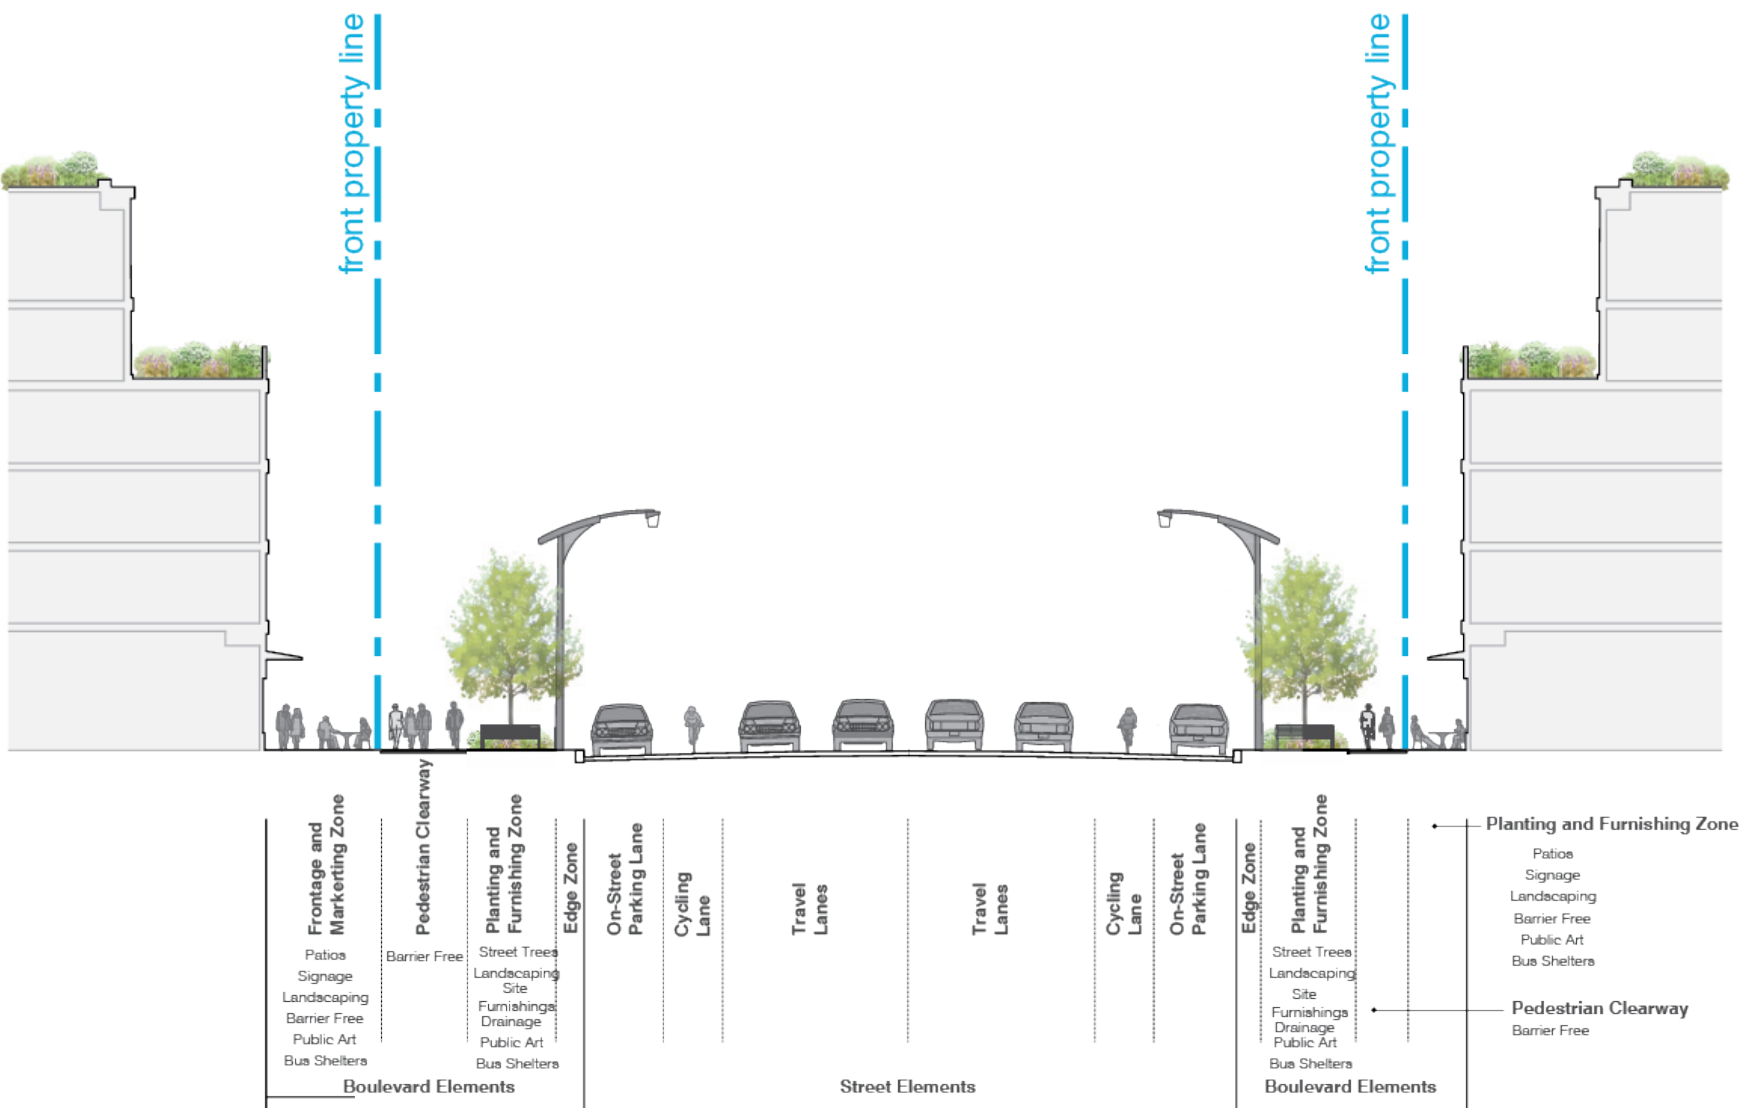 front property line
front property line
Frontage and
Markerting Zone
Patios
Signage
Landscaping
Barrier Free
Public Art
Bus Shelters
Pedestrian Clearway
Barrier Free
Planting and
Furnishing Zone
Street Trees
Landscaping
Site
Furnishings
Drainage
Public Art
Bus Shelters
Edge Zone
On-Street
Parking Lane
Cycling
Lane
Travel
Lanes
Travel
Lanes
Cycling
Lane
On-Street
Parking Lane
Edge Zone
Planting and
Furnishing Zone
Street Trees
Landscaping
Site
Furnishings
Drainage
Public Art
Bus Shelters
Planting and Furnishing Zone
Patios
Signage
Landscaping
Barrier Free
Public Art
Bus Shelters
Pedestrian Clearway
Barrier Free
Boulevard Elements
Street Elements
Boulevard Elements